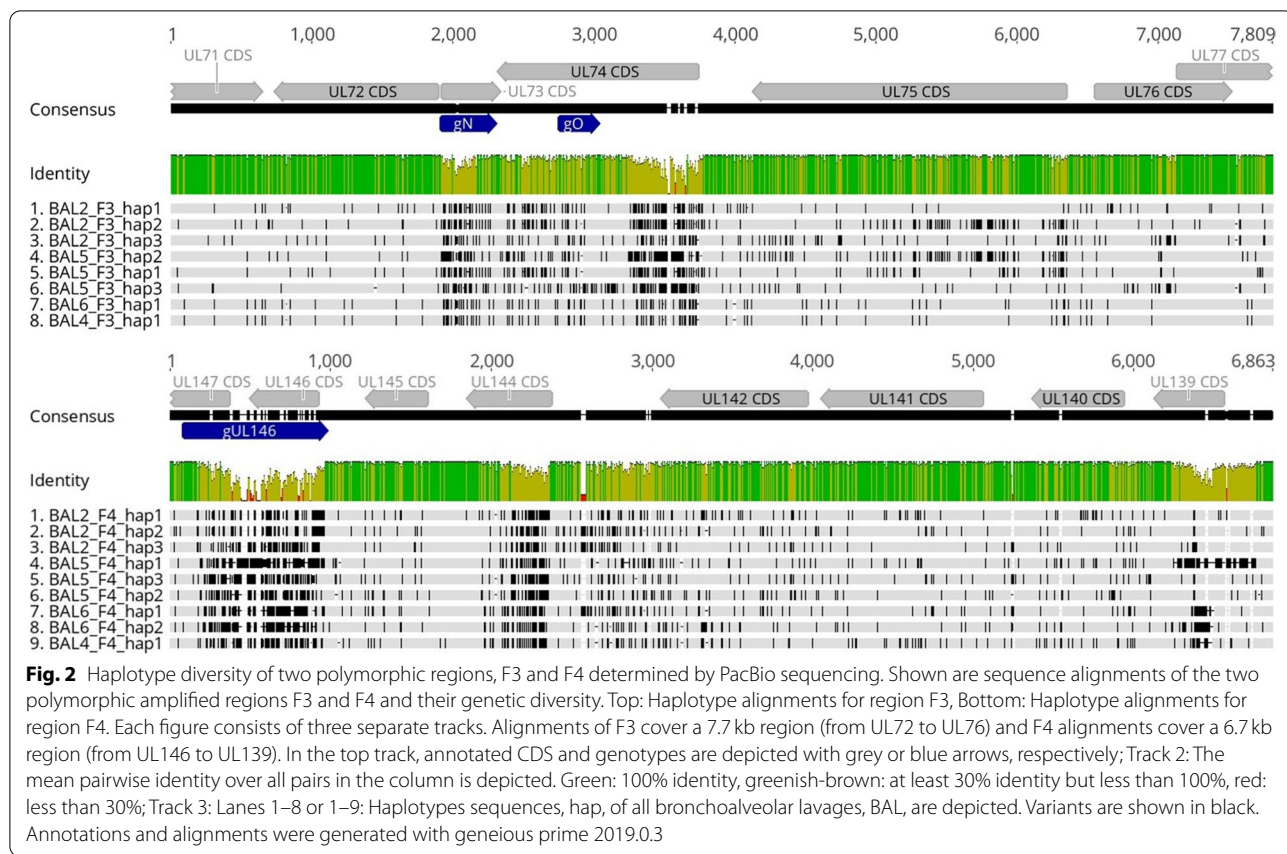 1 1,000 2,000 3,000 4,000 5,000 6,000 7,000 7,809
UL77 CDS
UL71 CDS UL74 CDS
UL72 CDS UL73 CDS UL75 CDS UL76 CDS
Consensus
gN gO
Identity
1. BAL2_F3_hap1
2. BAL2_F3_hap2
3. BAL2_F3_hap3
4. BAL5_F3_hap2
5. BAL5_F3_hap1
6. BAL5_F3_hap3
7. BAL6_F3_hap1
8. BAL4_F3_hap1
1 1,000 2,000 3,000 4,000 5,000 6,000 6,863
UL147 CDS UL146 CDS UL145 CDS UL144 CDS UL139 CDS
UL142 CDS UL141 CDS UL140 CDS
Consensus
gUL146
Identity
1. BAL2_F4_hap1
2. BAL2_F4_hap2
3. BAL2_F4_hap3
4. BAL5_F4_hap1
5. BAL5_F4_hap3
6. BAL5_F4_hap2
7. BAL6_F4_hap1
8. BAL6_F4_hap2
9. BAL4_F4_hap1
Fig. 2 Haplotype diversity of two polymorphic regions, F3 and F4 determined by PacBio sequencing. Shown are sequence alignments of the two
polymorphic amplified regions F3 and F4 and their genetic diversity. Top: Haplotype alignments for region F3, Bottom: Haplotype alignments for
region F4. Each figure consists of three separate tracks. Alignments of F3 cover a 7.7 kb region (from UL72 to UL76) and F4 alignments cover a 6.7 kb
region (from UL146 to UL139). In the top track, annotated CDS and genotypes are depicted with grey or blue arrows, respectively; Track 2: The
mean pairwise identity over all pairs in the column is depicted. Green: 100% identity, greenish-brown: at least 30% identity but less than 100%, red:
less than 30%; Track 3: Lanes 1–8 or 1–9: Haplotypes sequences, hap, of all bronchoalveolar lavages, BAL, are depicted. Variants are shown in black.
Annotations and alignments were generated with geneious prime 2019.0.3